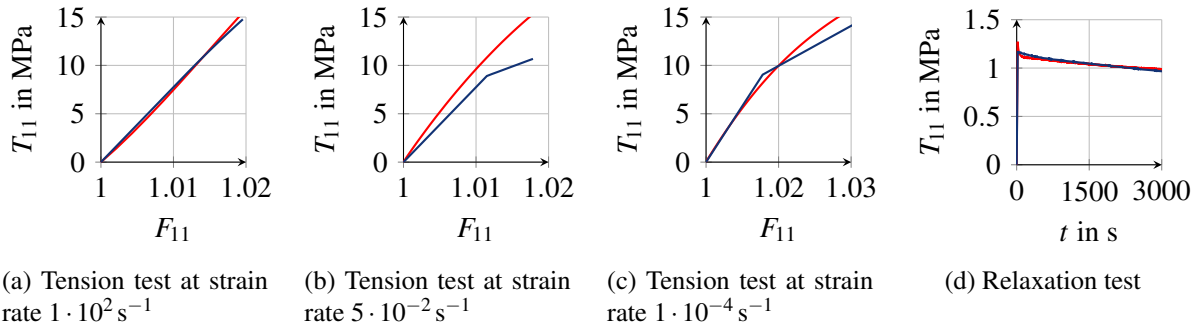 15
10
5
0
1
1.01
1.02
T11 in MPa
F11
15
10
5
0
1
1.01
1.02
T11 in MPa
F11
15
10
5
0
1
1.02
1.03
T11 in MPa
F11
1.5
1
0.5
0
0
1500
3000
T11 in MPa
t in s
(a) Tension test at strain
rate 1 · 10² s⁻¹
(b) Tension test at strain
rate 5 · 10⁻² s⁻¹
(c) Tension test at strain
rate 1 · 10⁻⁴ s⁻¹
(d) Relaxation test